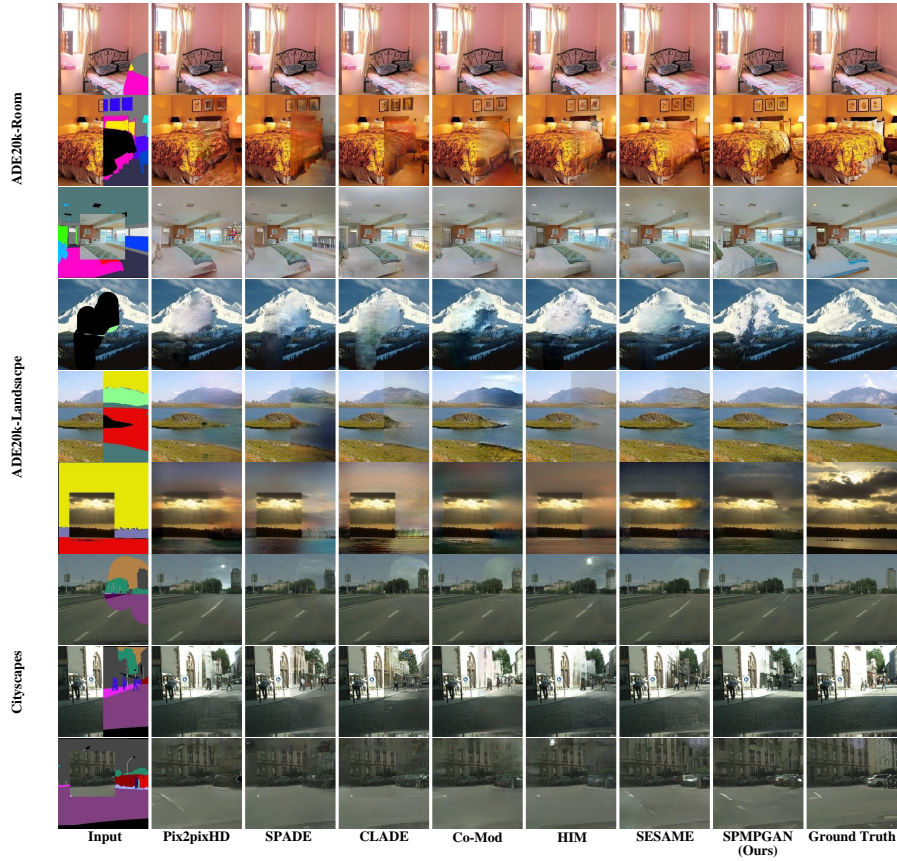 ADE20k-Room
ADE20k-Landsacpe
Cityscapes
Input Pix2pixHD SPADE CLADE Co-Mod HIM SESAME SPMPGAN Ground Truth
(Ours)